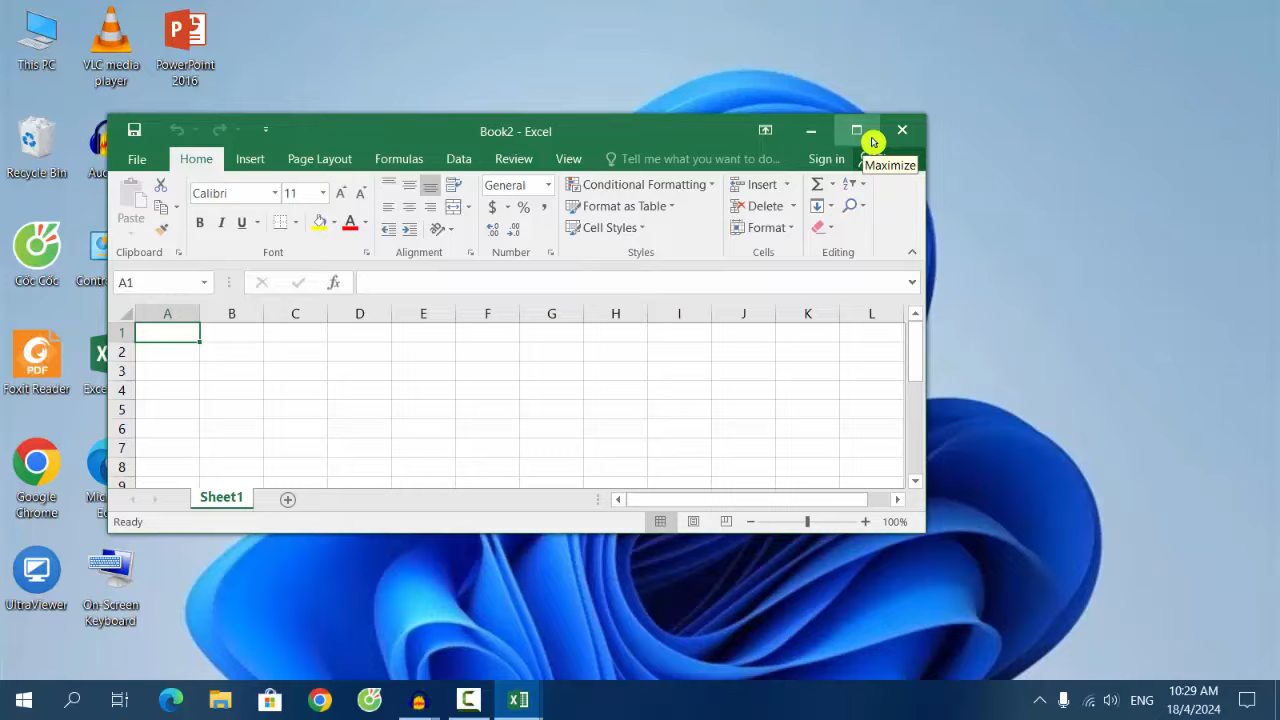 This PC
VLC media
player
PowerPoint
2016
Recycle Bin
Cốc Cốc
Foxit Reader
Google
Chrome
UltraViewer
On-Screen
Keyboard
Book2 - Excel
File
Home
Insert
Page Layout
Formulas
Data
Review
View
Tell me what you want to do...
Sign in
Maximize
Paste
Calibri
11
B
I
U
A
General
$
%
Conditional Formatting
Format as Table
Cell Styles
Insert
Delete
Format
Clipboard
Font
Alignment
Number
Styles
Cells
Editing
A1
fx
A B C D E F G H I J K L
1
2
3
4
5
6
7
8
9
Sheet1
Ready
100%
ENG
10:29 AM
18/4/2024